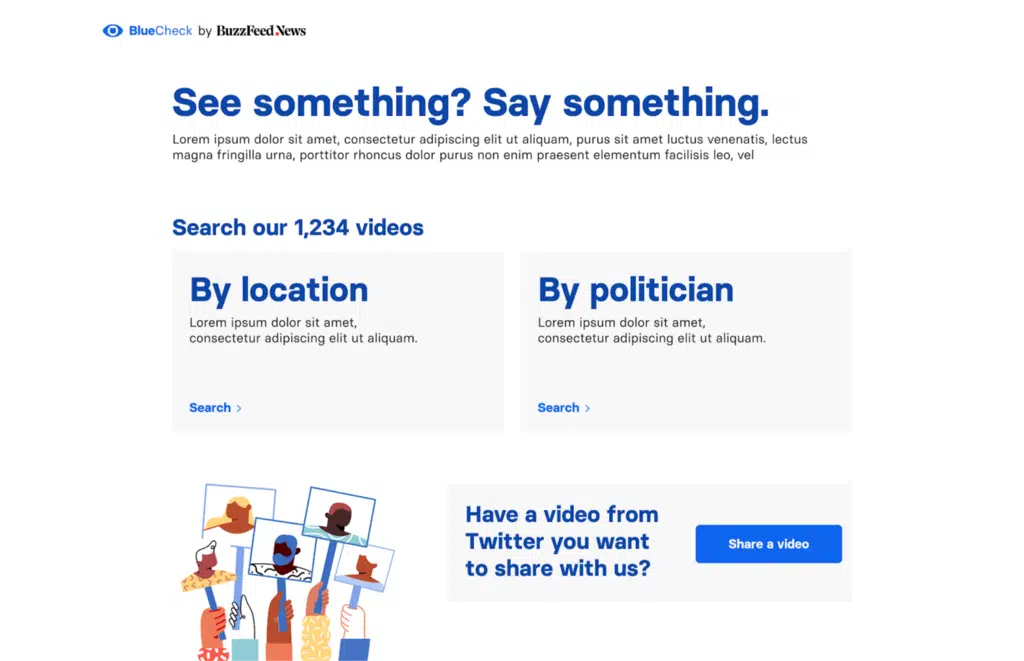 BlueCheck by BuzzFeed.News
See something? Say something.
Lorem ipsum dolor sit amet, consectetur adipiscing elit ut aliquam, purus sit amet luctus venenatis, lectus
magna fringilla urna, porttitor rhoncus dolor purus non enim praesent elementum facilisis leo, vel
Search our 1,234 videos
By location
Lorem ipsum dolor sit amet,
consectetur adipiscing elit ut aliquam.
Search >
By politician
Lorem ipsum dolor sit amet,
consectetur adipiscing elit ut aliquam.
Search >
Have a video from
Twitter you want
to share with us?
Share a video